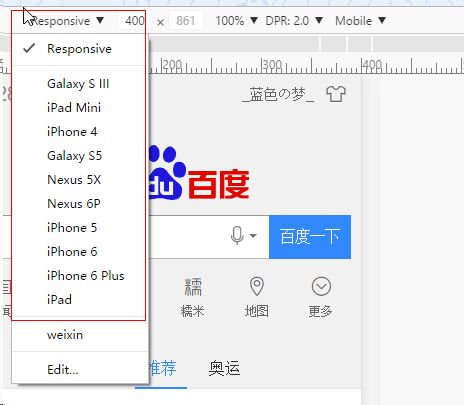 Responsive ▼ 400 × 861 100% ▼ DPR: 2.0 ▼ Mobile ▼
✓ Responsive
Galaxy S III
iPad Mini
iPhone 4
Galaxy S5
Nexus 5X
Nexus 6P
iPhone 5
iPhone 6
iPhone 6 Plus
iPad
weixin
Edit...
200 300 400
_蓝色の梦_
du 百度
百度一下
糯
糯米 地图 更多
推荐 奥运